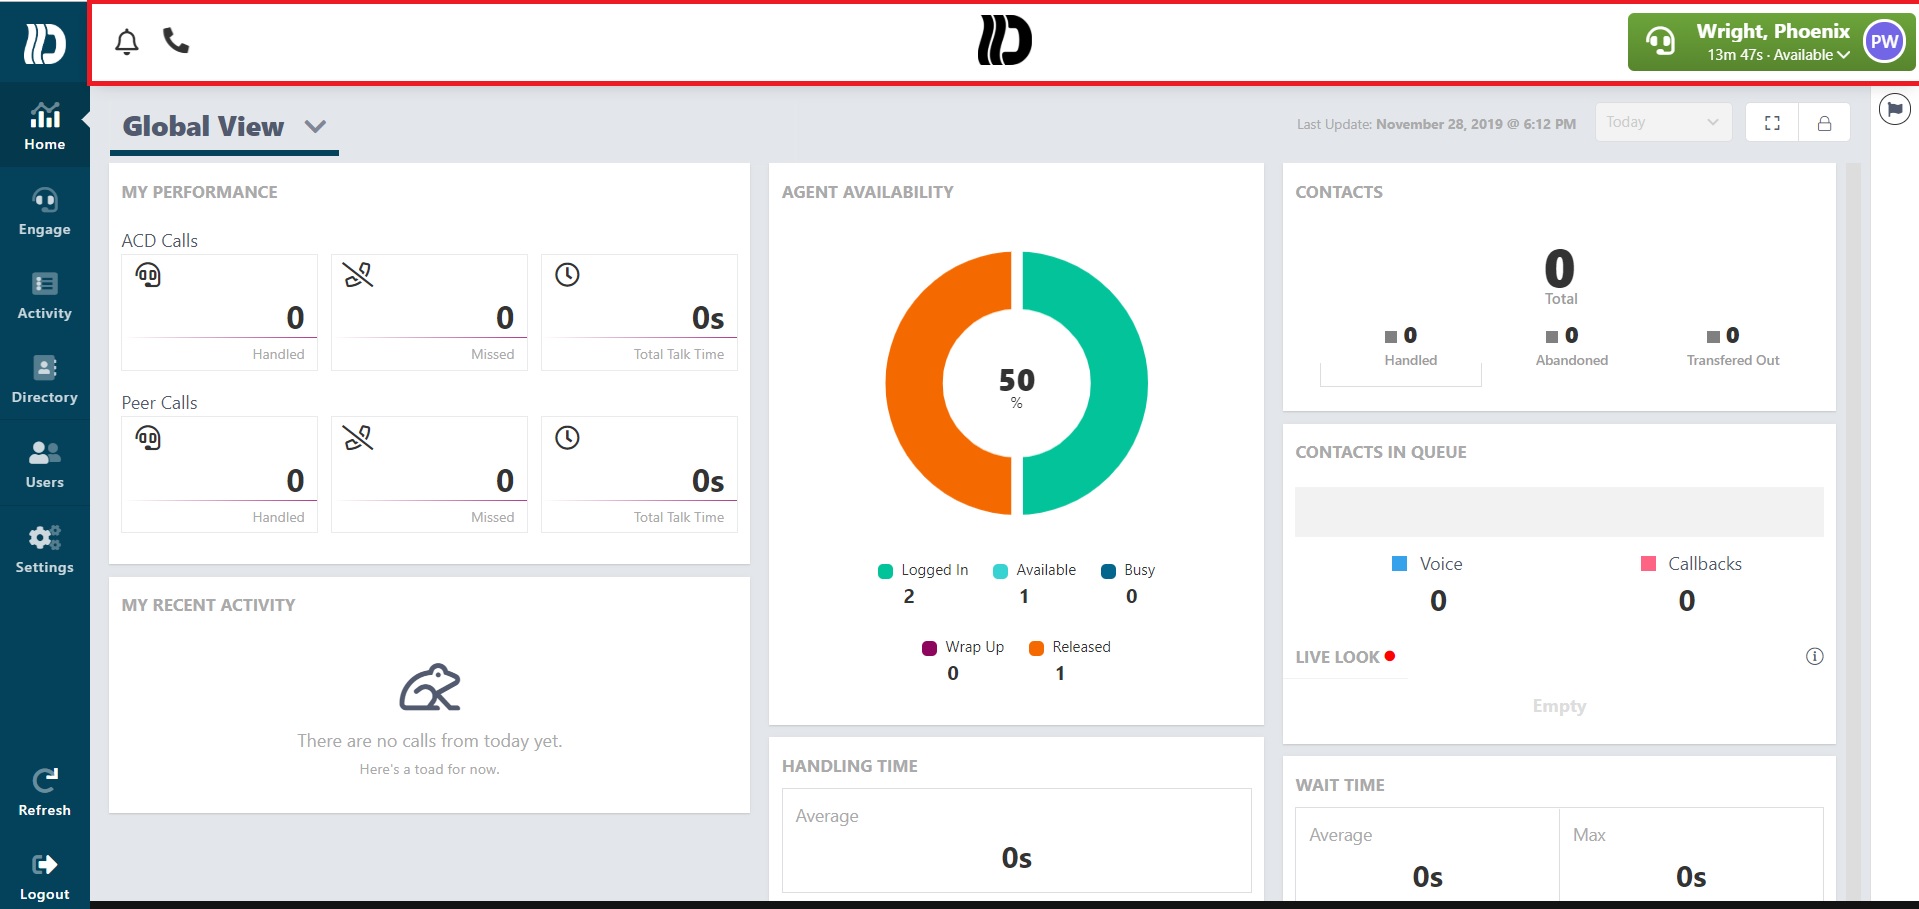 Wright, Phoenix
13m 47s · Available
PW
Home
Engage
Activity
Directory
Users
Settings
Refresh
Logout
Global View
Last Update: November 28, 2019 @ 6:12 PM
Today
MY PERFORMANCE
ACD Calls
0
Handled
0
Missed
0s
Total Talk Time
Peer Calls
0
Handled
0
Missed
0s
Total Talk Time
MY RECENT ACTIVITY
There are no calls from today yet.
Here's a toad for now.
AGENT AVAILABILITY
50
%
Logged In
2
Available
1
Busy
0
Wrap Up
0
Released
1
HANDLING TIME
Average
0s
CONTACTS
0
Total
0
Handled
0
Abandoned
0
Transfered Out
CONTACTS IN QUEUE
Voice
0
Callbacks
0
LIVE LOOK
Empty
WAIT TIME
Average
0s
Max
0s